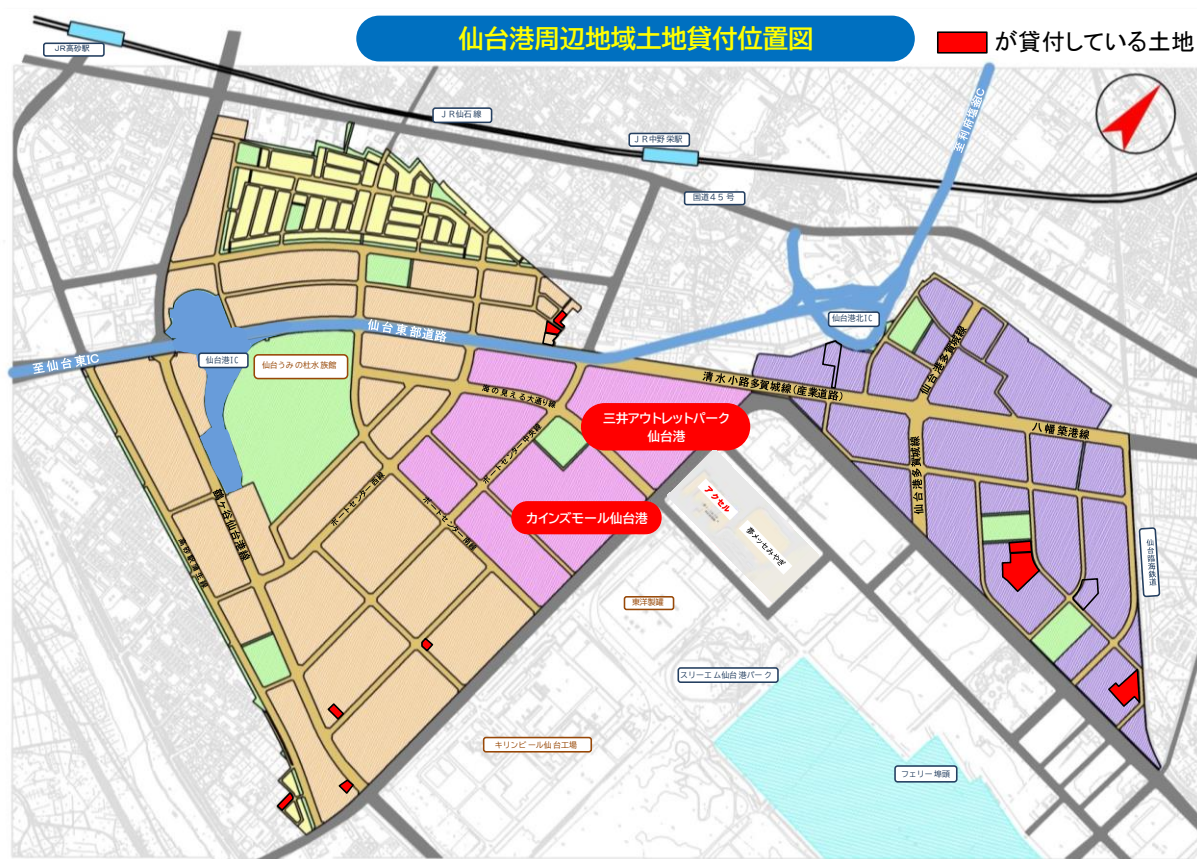 仙台港周辺地域土地貸付位置図
が貸付している土地
JR高砂駅
JR仙石線
JR中野栄駅
国道45号
至利府塩釜IC
仙台港北IC
仙台東部道路
至仙台東IC
仙台港IC
仙台うみの杜水族館
清水小路多賀城線(産業道路)
仙台港多賀城線
八幡築港線
海の見える大通り線
三井アウトレットパーク
仙台港
ポートセンター中央線
ポートセンター西線
ポートセンター南線
カインズモール仙台港
アクセル
夢メッセみやぎ
仙台港多賀城線
仙台臨海鉄道
鶴ヶ谷仙台港線
東洋製罐
スリーエム仙台港パーク
キリンビール仙台工場
フェリー埠頭